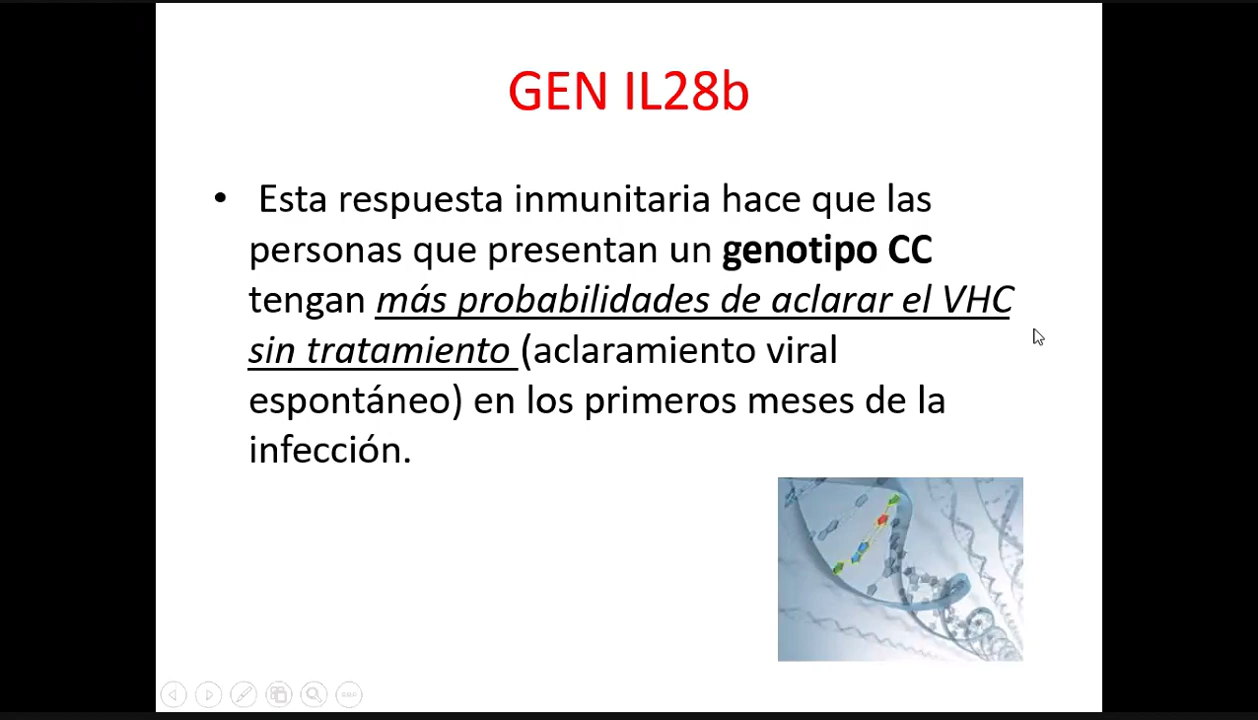 GEN IL28b
• Esta respuesta inmunitaria hace que las
personas que presentan un genotipo CC
tengan más probabilidades de aclarar el VHC
sin tratamiento (aclaramiento viral
espontáneo) en los primeros meses de la
infección.